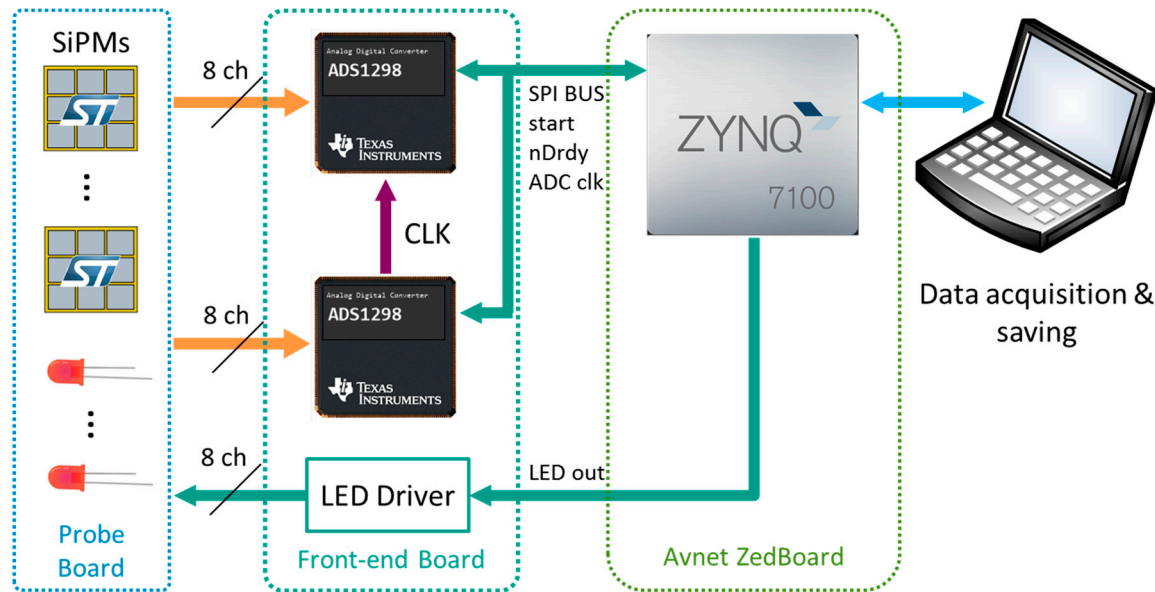 SiPMs
ST
ST
Probe
Board
8 ch
8 ch
8 ch
Analog Digital Converter
ADS1298
TEXAS
INSTRUMENTS
CLK
Analog Digital Converter
ADS1298
TEXAS
INSTRUMENTS
LED Driver
Front-end Board
SPI BUS
start
nDrdy
ADC clk
LED out
ZYNQ
7100
Avnet ZedBoard
Data acquisition &
saving